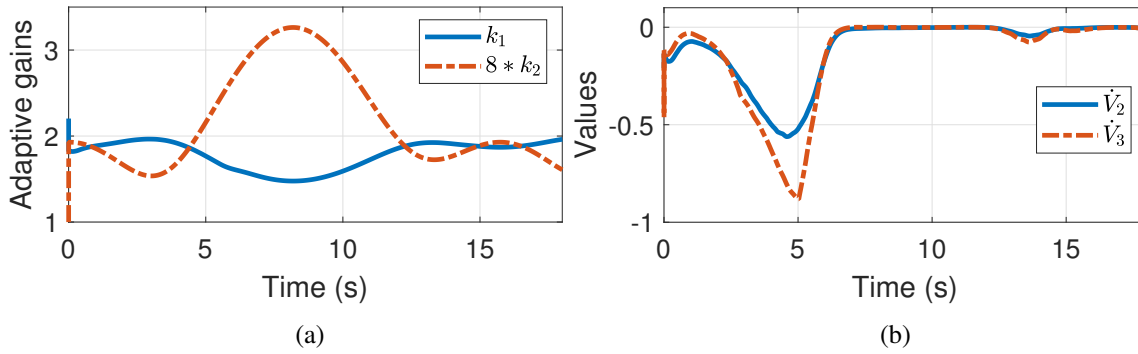 Adaptive gains
3
2
1
k₁
8 * k₂
0
5
10
15
Time (s)
(a)
Values
0
-0.5
-1
V̇₂
V̇₃
0
5
10
15
Time (s)
(b)